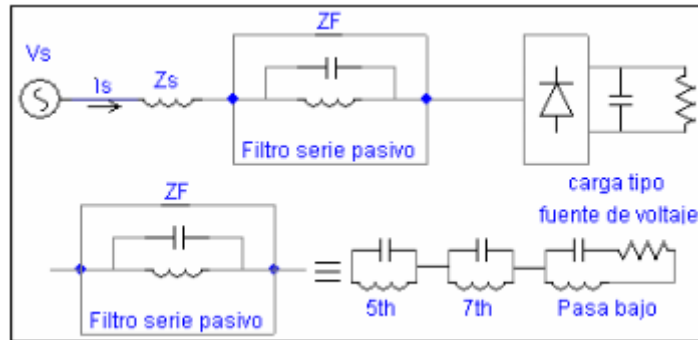 ZF
Vs
Is
Zs
Filtro serie pasivo
carga tipo
fuente de voltaje
ZF
Filtro serie pasivo
5th
7th
Pasa bajo